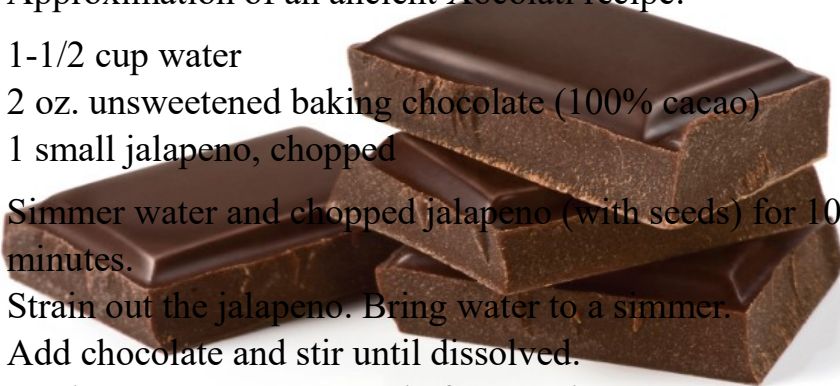 Approximation of an ancient Xocolatl recipe:
1-1/2 cup water
2 oz. unsweetened baking chocolate (100% cacao)
1 small jalapeno, chopped
Simmer water and chopped jalapeno (with seeds) for 10
minutes.
Strain out the jalapeno. Bring water to a simmer.
Add chocolate and stir until dissolved.